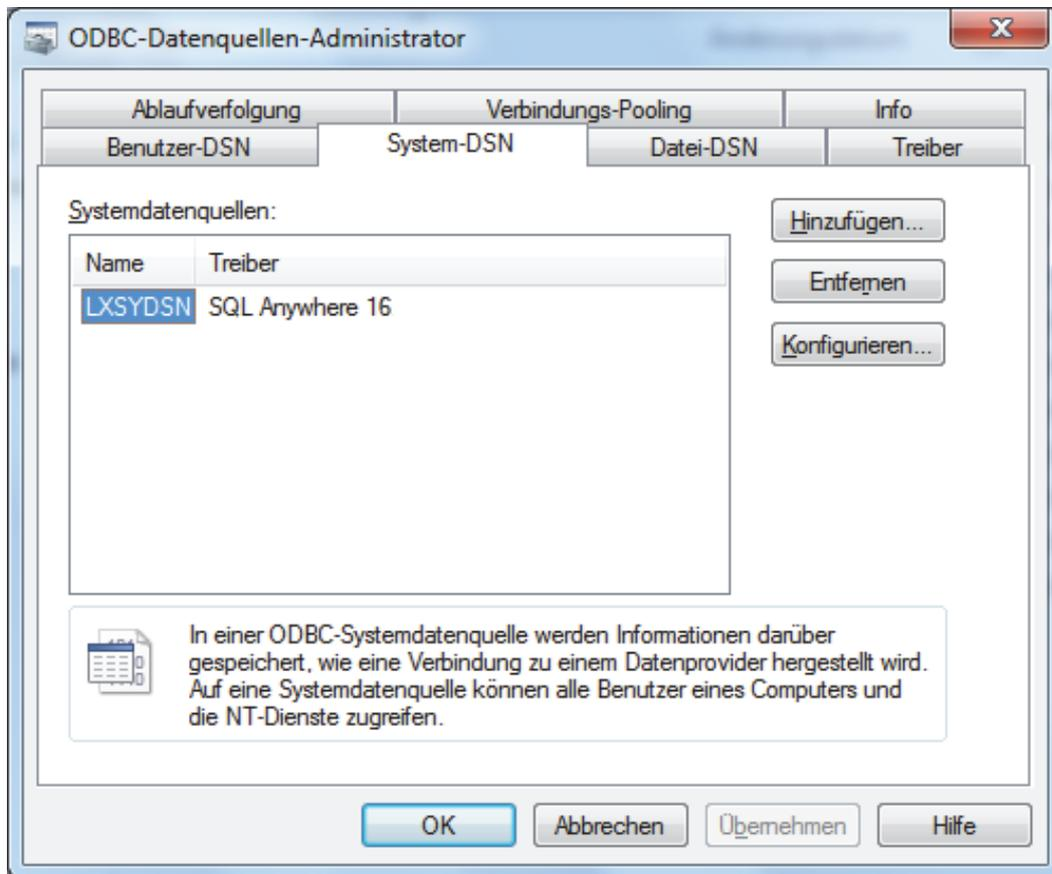 ODBC-Datenquellen-Administrator
Ablaufverfolgung Verbindungs-Pooling Info
Benutzer-DSN System-DSN Datei-DSN Treiber
Systemdatenquellen:
Hinzufügen...
Name Treiber
Entfernen
LXSYDSN SQL Anywhere 16
Konfigurieren...
In einer ODBC-Systemdatenquelle werden Informationen darüber
gespeichert, wie eine Verbindung zu einem Datenprovider hergestellt wird.
Auf eine Systemdatenquelle können alle Benutzer eines Computers und
die NT-Dienste zugreifen.
OK Abbrechen Übernehmen Hilfe